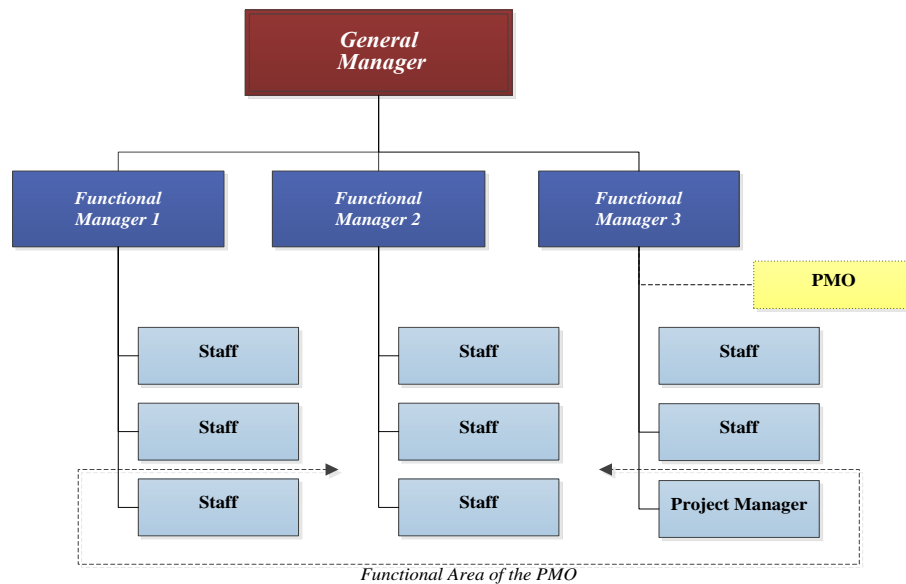 General
Manager
Functional
Manager 1
Functional
Manager 2
Functional
Manager 3
PMO
Staff
Staff
Staff
Staff
Staff
Staff
Staff
Staff
Project Manager
Functional Area of the PMO